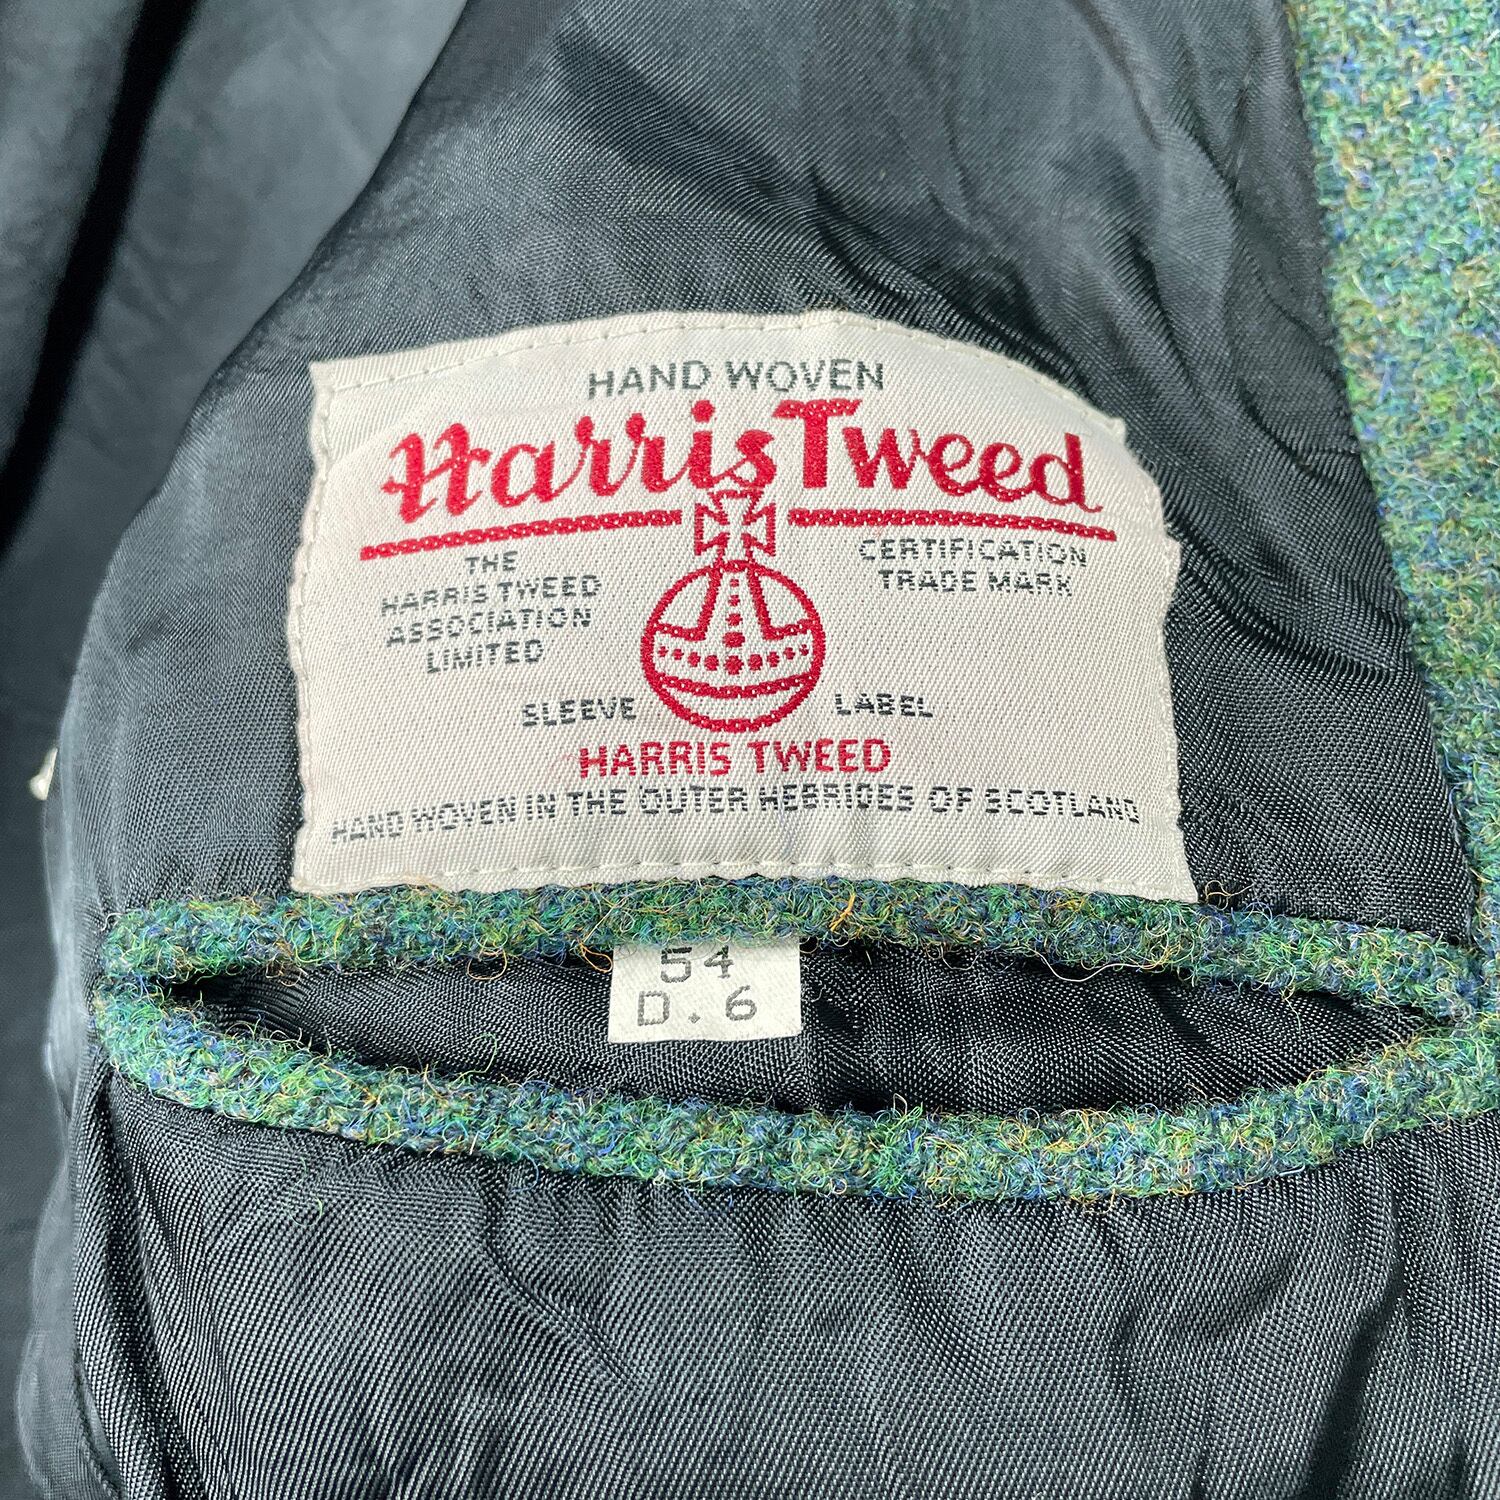 HAND WOVEN
Harris Tweed
THE
HARRIS TWEED
ASSOCIATION
LIMITED
CERTIFICATION
TRADE MARK
SLEEVE LABEL
HARRIS TWEED
HAND WOVEN IN THE OUTER HEBRIDES OF SCOTLAND
54
D.6